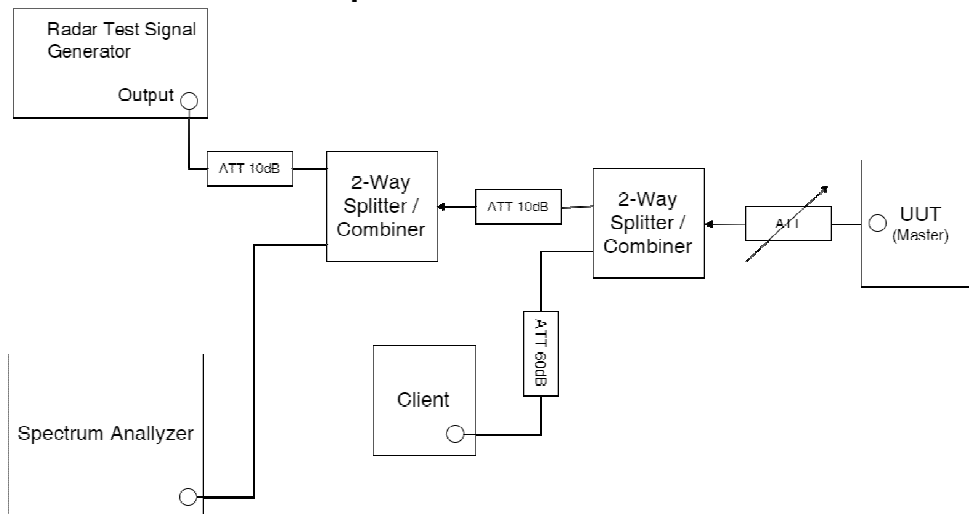 Radar Test Signal
Generator
Output
ATT 10dB
2-Way
Splitter /
Combiner
ATT 10dB
2-Way
Splitter /
Combiner
ATT
UUT
(Master)
ATT 60dB
Client
Spectrum Anallyzer